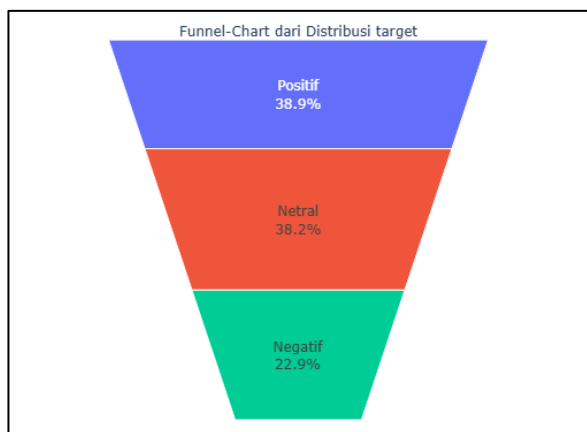 Funnel-Chart dari Distribusi target
Positif
38.9%
Netral
38.2%
Negatif
22.9%